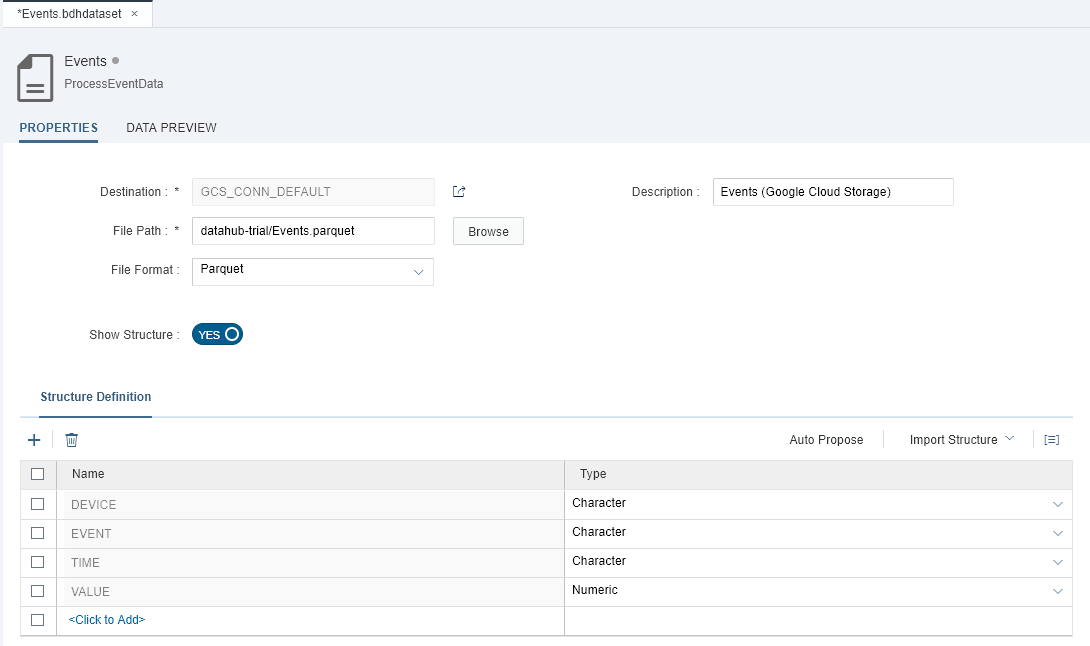 *Events.bdhdataset ×
Events
ProcessEventData
PROPERTIES DATA PREVIEW
Destination : * GCS_CONN_DEFAULT Description : Events (Google Cloud Storage)
File Path : * datahub-trial/Events.parquet Browse
File Format : Parquet
Show Structure : YES
Structure Definition
Auto Propose Import Structure
Name Type
DEVICE Character
EVENT Character
TIME Character
VALUE Numeric
<Click to Add>